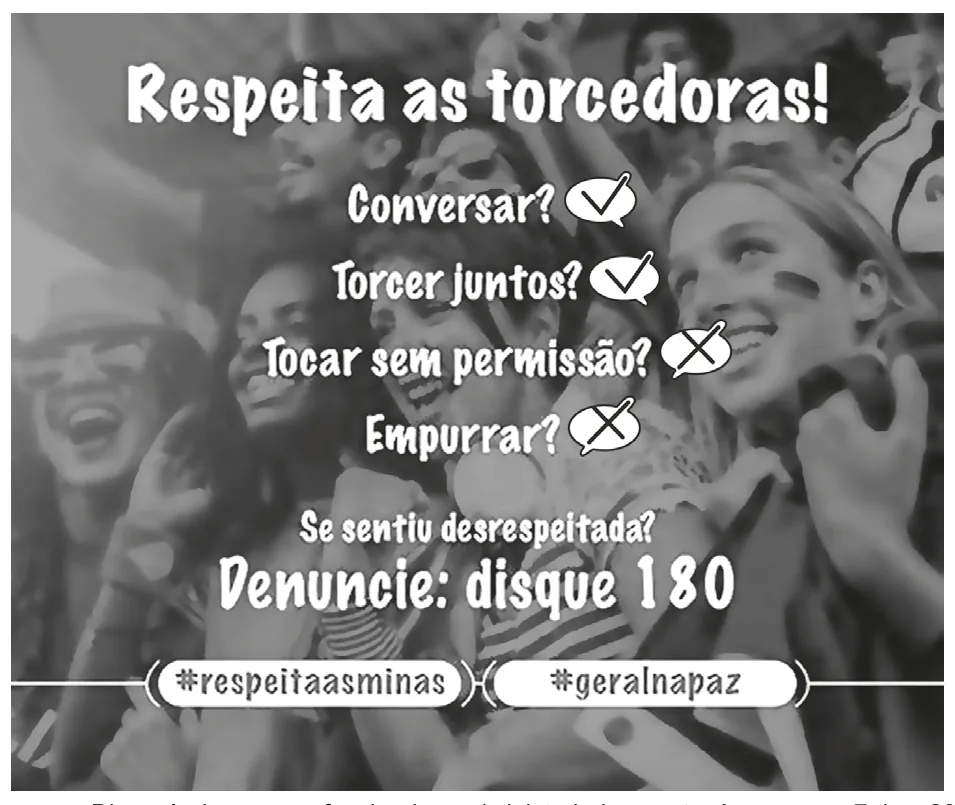 Respeita as torcedoras!
Conversar?
Torcer juntos?
Tocar sem permissão?
Empurrar?
Se sentiu desrespeitada?
Denuncie: disque 180
#respeitaasminas #geralnapaz